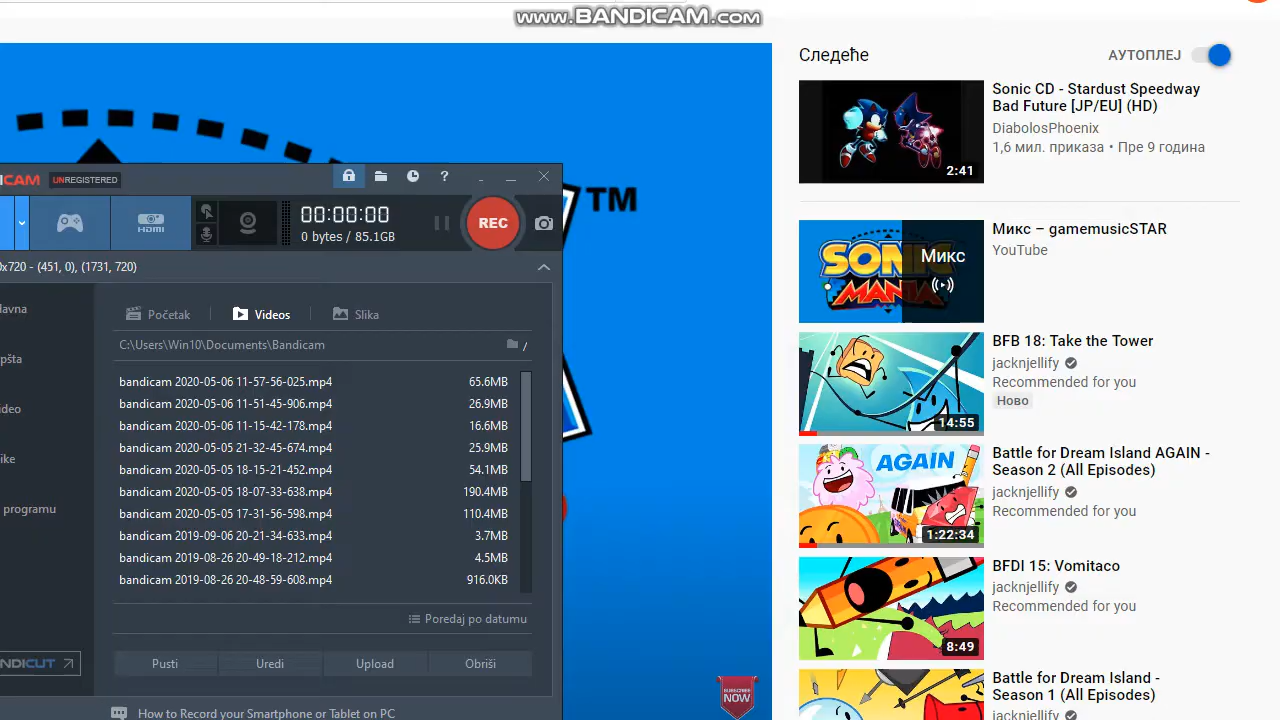 www.BANDICAM.com
Следеће
АУТОПЛЕЈ
Sonic CD - Stardust Speedway
Bad Future [JP/EU] (HD)
DiabolosPhoenix
1,6 мил. приказа • Пре 9 година
2:41
TM
UNREGISTERED
?
00:00:00
0 bytes / 85.1GB
REC
HDMI
0x720 - (451, 0), (1731, 720)
Početak
Videos
Slika
C:\Users\Win10\Documents\Bandicam
/
bandicam 2020-05-06 11-57-56-025.mp4 65.6MB
bandicam 2020-05-06 11-51-45-906.mp4 26.9MB
bandicam 2020-05-06 11-15-42-178.mp4 16.6MB
bandicam 2020-05-05 21-32-45-674.mp4 25.9MB
bandicam 2020-05-05 18-15-21-452.mp4 54.1MB
bandicam 2020-05-05 18-07-33-638.mp4 190.4MB
bandicam 2020-05-05 17-31-56-598.mp4 110.4MB
bandicam 2019-09-06 20-21-34-633.mp4 3.7MB
bandicam 2019-08-26 20-49-18-212.mp4 4.5MB
bandicam 2019-08-26 20-48-59-608.mp4 916.0KB
Poredaj po datumu
Pusti
Uredi
Upload
Obriši
programu
How to Record your Smartphone or Tablet on PC
SUBSCRIBE
NOW
SONIC
MANIA
Микс
Микс – gamemusicSTAR
YouTube
BFB 18: Take the Tower
jacknjellify
Recommended for you
Ново
14:55
AGAIN
Battle for Dream Island AGAIN -
Season 2 (All Episodes)
jacknjellify
Recommended for you
1:22:34
BFDI 15: Vomitaco
jacknjellify
Recommended for you
8:49
Battle for Dream Island -
Season 1 (All Episodes)
jacknjellify